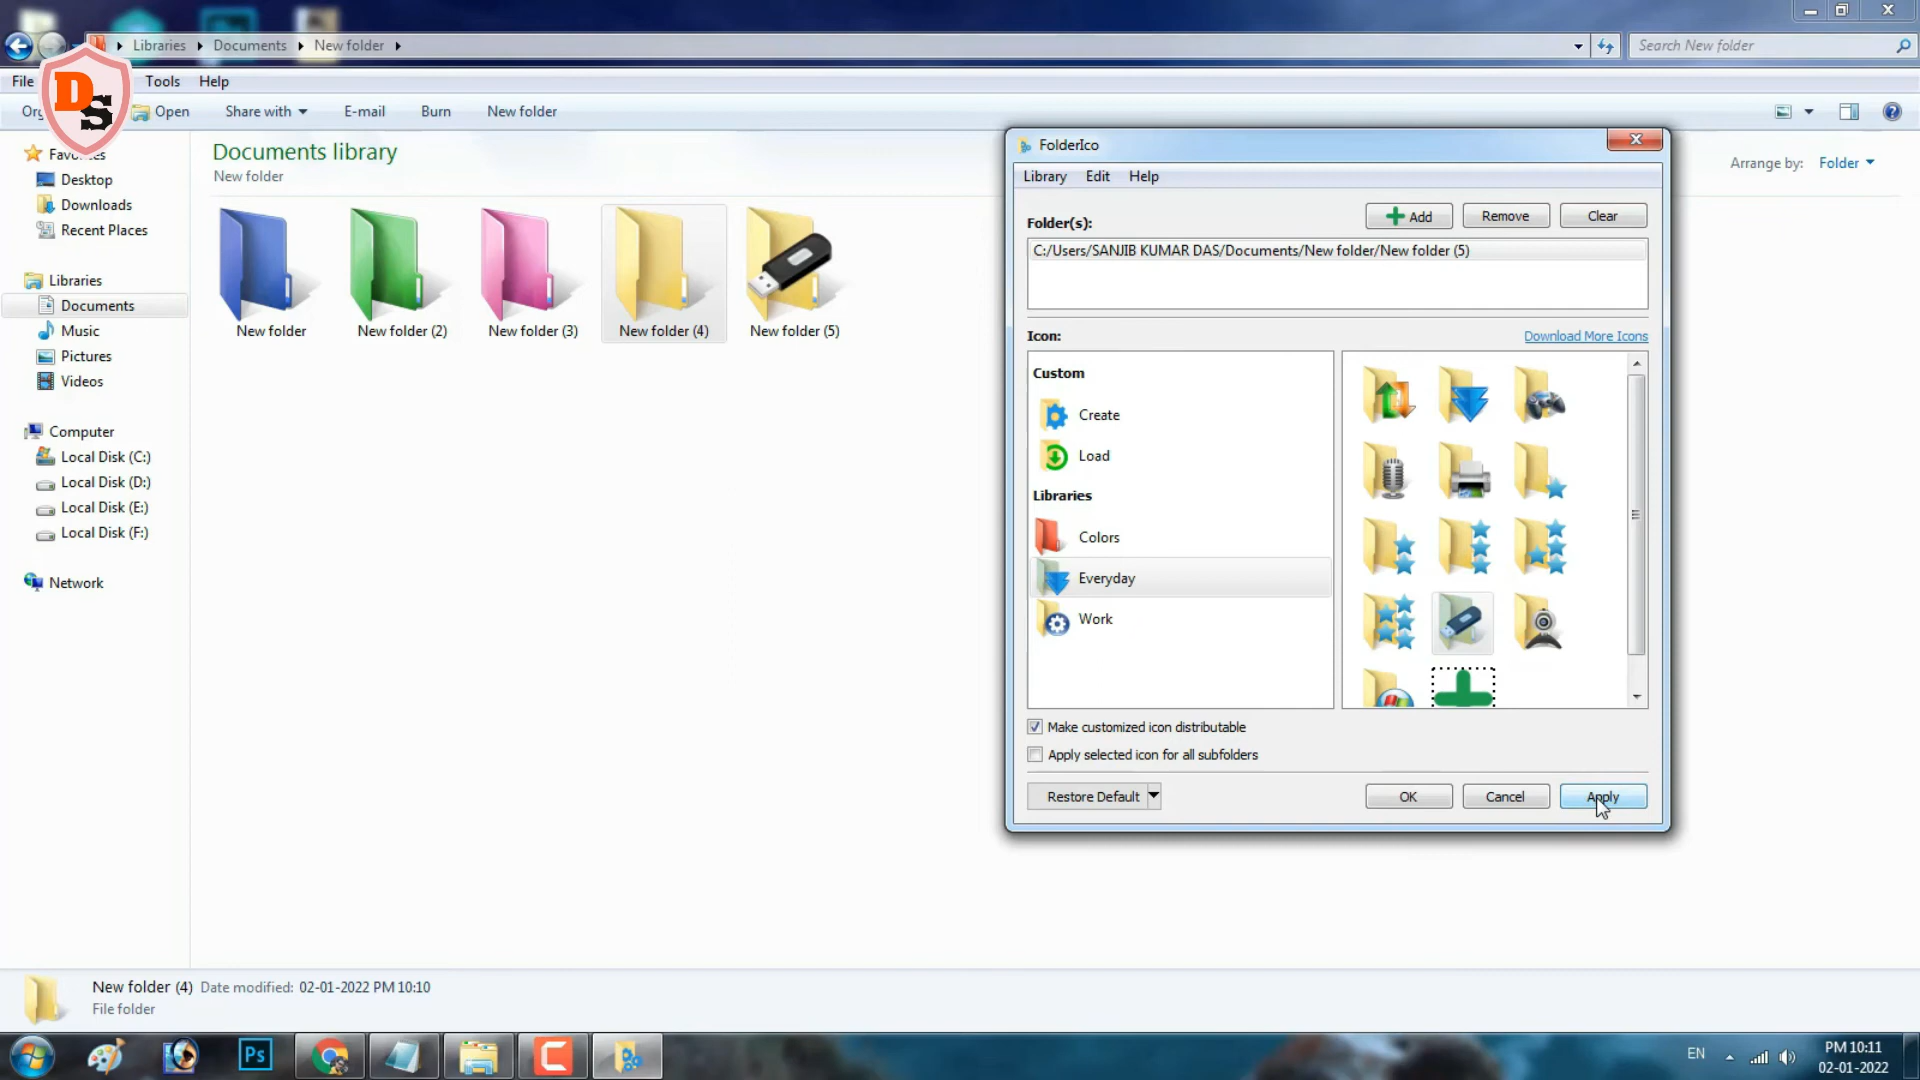 Libraries Documents New folder
Search New folder
File Tools Help
Open Share with E-mail Burn New folder
DS
Favorites
Desktop
Downloads
Recent Places
Libraries
Documents
Music
Pictures
Videos
Computer
Local Disk (C:)
Local Disk (D:)
Local Disk (E:)
Local Disk (F:)
Network
Documents library
New folder
Arrange by: Folder
New folder
New folder (2)
New folder (3)
New folder (4)
New folder (5)
FolderIco
Library Edit Help
Folder(s):
Add Remove Clear
C:/Users/SANJIB KUMAR DAS/Documents/New folder/New folder (5)
Icon:
Download More Icons
Custom
Create
Load
Libraries
Colors
Everyday
Work
Make customized icon distributable
Apply selected icon for all subfolders
Restore Default OK Cancel Apply
New folder (4) Date modified: 02-01-2022 PM 10:10
File folder
Ps
EN
PM 10:11
02-01-2022